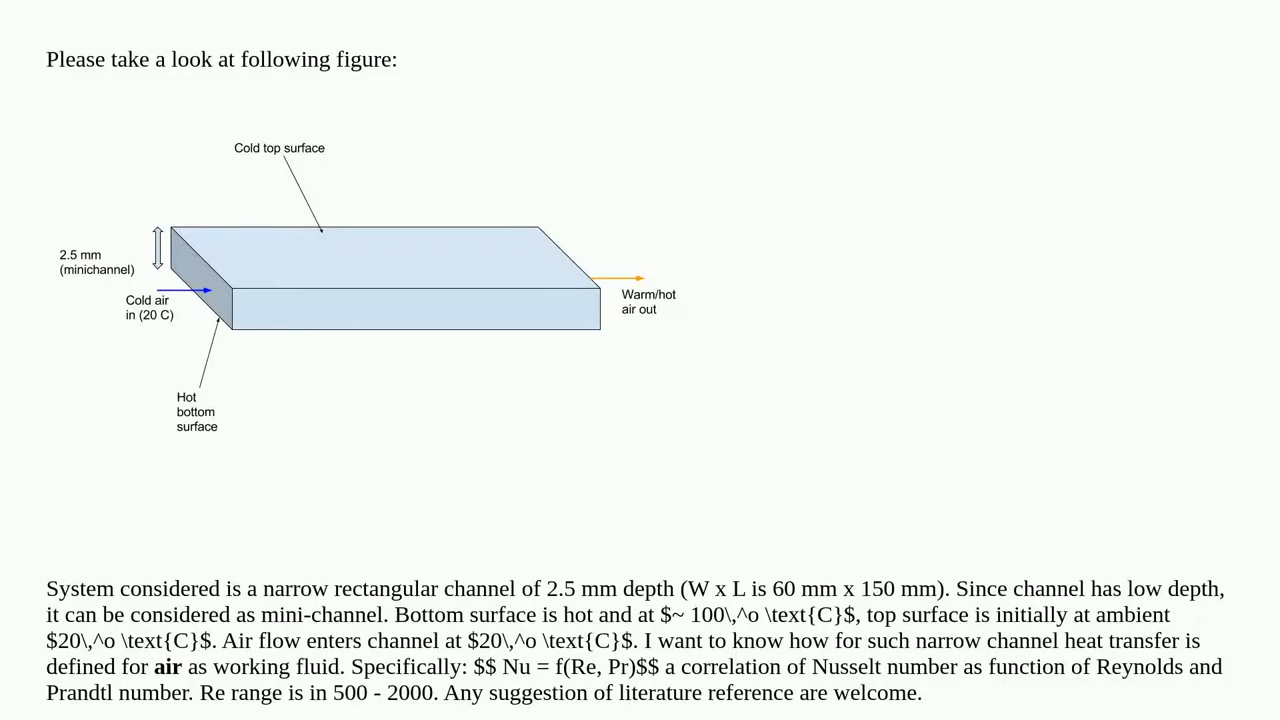 Please take a look at following figure:
Cold top surface
2.5 mm
(minichannel)
Cold air
in (20 C)
Warm/hot
air out
Hot
bottom
surface
System considered is a narrow rectangular channel of 2.5 mm depth (W x L is 60 mm x 150 mm). Since channel has low depth,
it can be considered as mini-channel. Bottom surface is hot and at $~ 100\,^o \text{C}$, top surface is initially at ambient
$20\,^o \text{C}$. Air flow enters channel at $20\,^o \text{C}$. I want to know how for such narrow channel heat transfer is
defined for air as working fluid. Specifically: $$ Nu = f(Re, Pr)$$ a correlation of Nusselt number as function of Reynolds and
Prandtl number. Re range is in 500 - 2000. Any suggestion of literature reference are welcome.